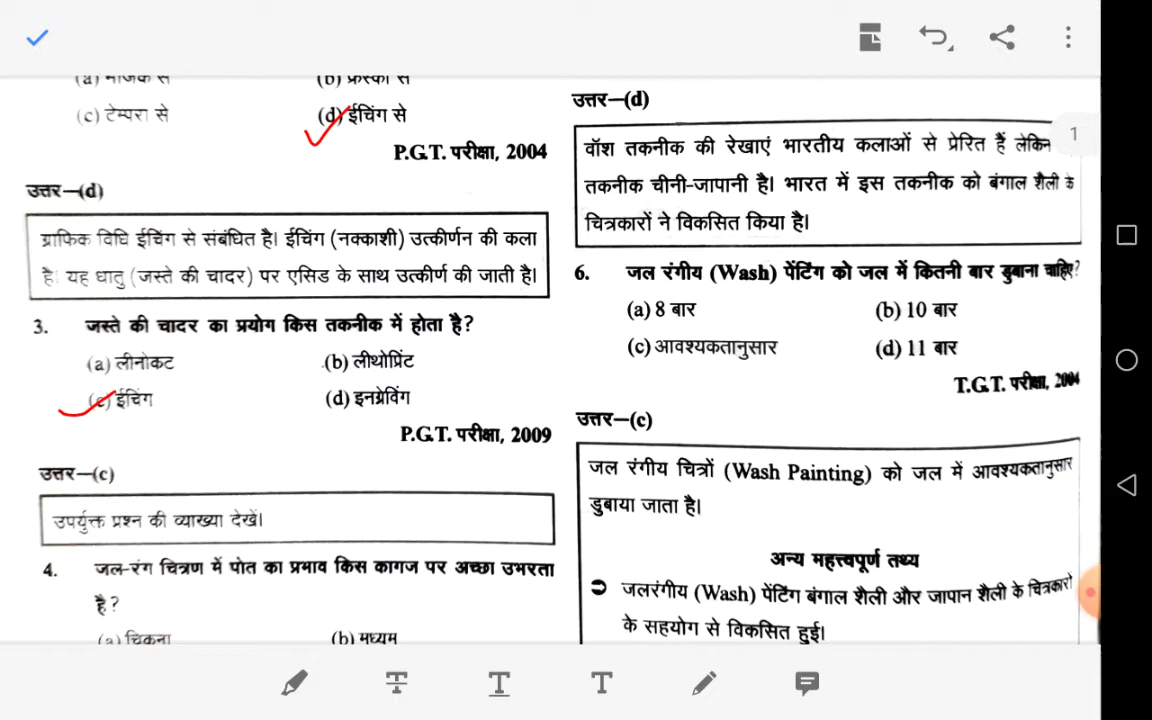 (a) मोजेक से (b) फ्रेस्को से
(c) टेम्परा से (d) ईचिंग से
P.G.T. परीक्षा, 2004
उत्तर—(d)
ग्राफिक विधि ईचिंग से संबंधित है। ईचिंग (नक्काशी) उत्कीर्णन की कला
है। यह धातु (जस्ते की चादर) पर एसिड के साथ उत्कीर्ण की जाती है।
3. जस्ते की चादर का प्रयोग किस तकनीक में होता है?
(a) लीनोकट (b) लीथोप्रिंट
(c) ईचिंग (d) इनग्रेविंग
P.G.T. परीक्षा, 2009
उत्तर—(c)
उपर्युक्त प्रश्न की व्याख्या देखें।
4. जल-रंग चित्रण में पोत का प्रभाव किस कागज पर अच्छा उभरता
है?
(a) चिकना (b) मध्यम
उत्तर—(d)
वॉश तकनीक की रेखाएं भारतीय कलाओं से प्रेरित हैं लेकिन
तकनीक चीनी-जापानी है। भारत में इस तकनीक को बंगाल शैली के
चित्रकारों ने विकसित किया है।
6. जल रंगीय (Wash) पेंटिंग को जल में कितनी बार डुबाना चाहिए?
(a) 8 बार (b) 10 बार
(c) आवश्यकतानुसार (d) 11 बार
T.G.T. परीक्षा, 2004
उत्तर—(c)
जल रंगीय चित्रों (Wash Painting) को जल में आवश्यकतानुसार
डुबाया जाता है।
अन्य महत्त्वपूर्ण तथ्य
जलरंगीय (Wash) पेंटिंग बंगाल शैली और जापान शैली के चित्रकारों
के सहयोग से विकसित हुई।
1
T T T